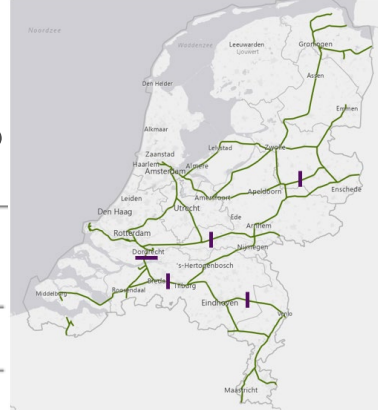 Noordzee
Waddenzee
Leeuwarden
Ljouwert
Groningen
Assen
Den Helder
Emmen
Alkmaar
Lelystad
Zwolle
Zaanstad
Haarlem
Almere
Amsterdam
Enschede
Apeldoorn
Amersfoort
Leiden
Utrecht
Den Haag
Ede
Arnhem
Rotterdam
Nijmegen
Dordrecht
's-Hertogenbosch
Breda
Tilburg
Middelburg
Roosendaal
Eindhoven
Venlo
Maastricht